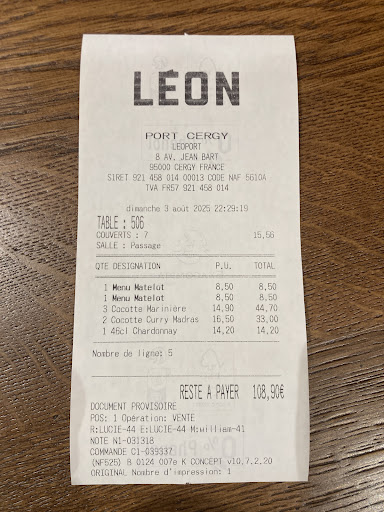 LÉON
PORT CERGY
LEOPORT
8 AV. JEAN BART
95000 CERGY FRANCE
SIRET 921 458 014 00013 CODE NAF 5610A
TVA FR57 921 458 014
dimanche 3 août 2025 22:29:19
TABLE : 506
COUVERTS : 7 15,56
SALLE : Passage
QTE DESIGNATION P.U. TOTAL
1 Menu Matelot 8,50 8,50
1 Menu Matelot 8,50 8,50
3 Cocotte Marinière 14,90 44,70
2 Cocotte Curry Madras 16,50 33,00
1 46cl Chardonnay 14,20 14,20
Nombre de ligne: 5
RESTE A PAYER 108,90€
DOCUMENT PROVISOIRE
POS: 1 Opération: VENTE
R:LUCIE-44 E:LUCIE-44 M:william-41
NOTE N1-031318
COMMANDE C1-039337
(NF525) B 0124 007e K CONCEPT v10.7.2.20
ORIGINAL Nombre d'impression: 1